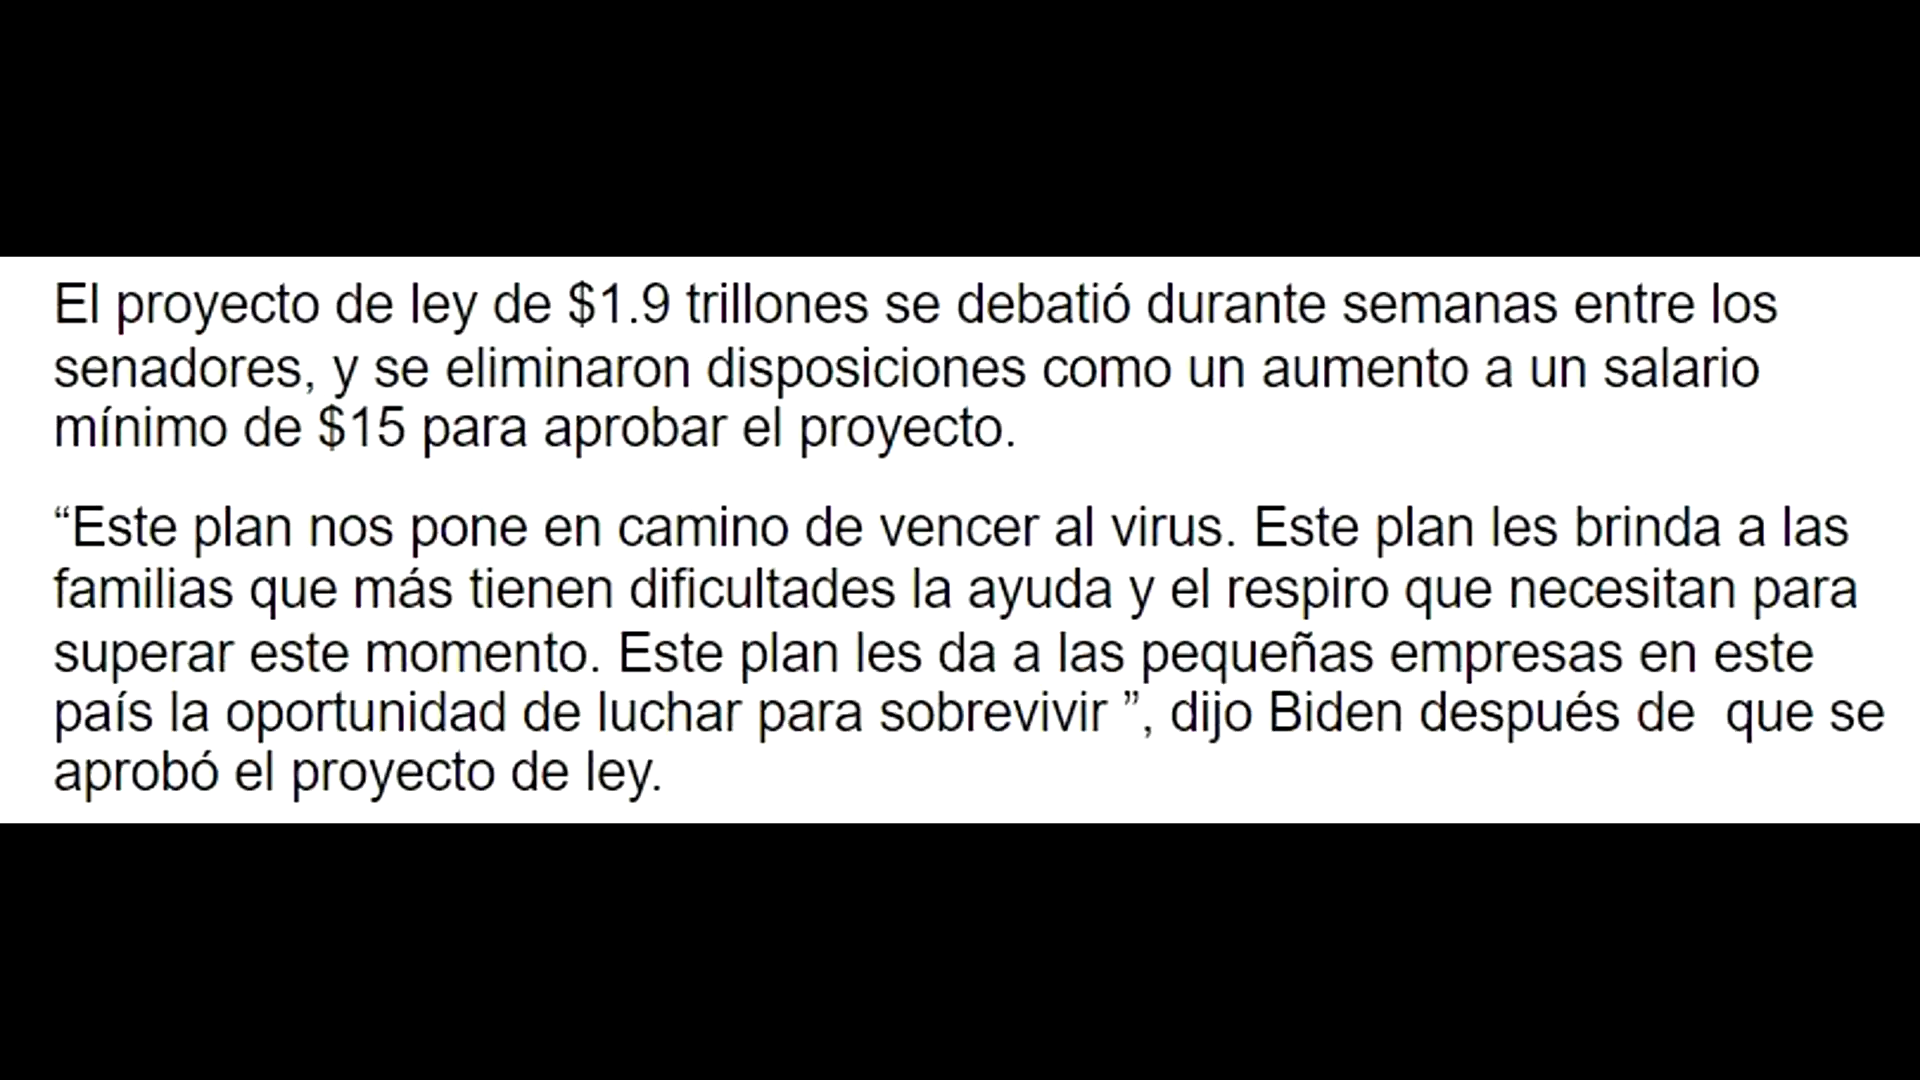 El proyecto de ley de $1.9 trillones se debatió durante semanas entre los
senadores, y se eliminaron disposiciones como un aumento a un salario
mínimo de $15 para aprobar el proyecto.
“Este plan nos pone en camino de vencer al virus. Este plan les brinda a las
familias que más tienen dificultades la ayuda y el respiro que necesitan para
superar este momento. Este plan les da a las pequeñas empresas en este
país la oportunidad de luchar para sobrevivir ”, dijo Biden después de  que se
aprobó el proyecto de ley.